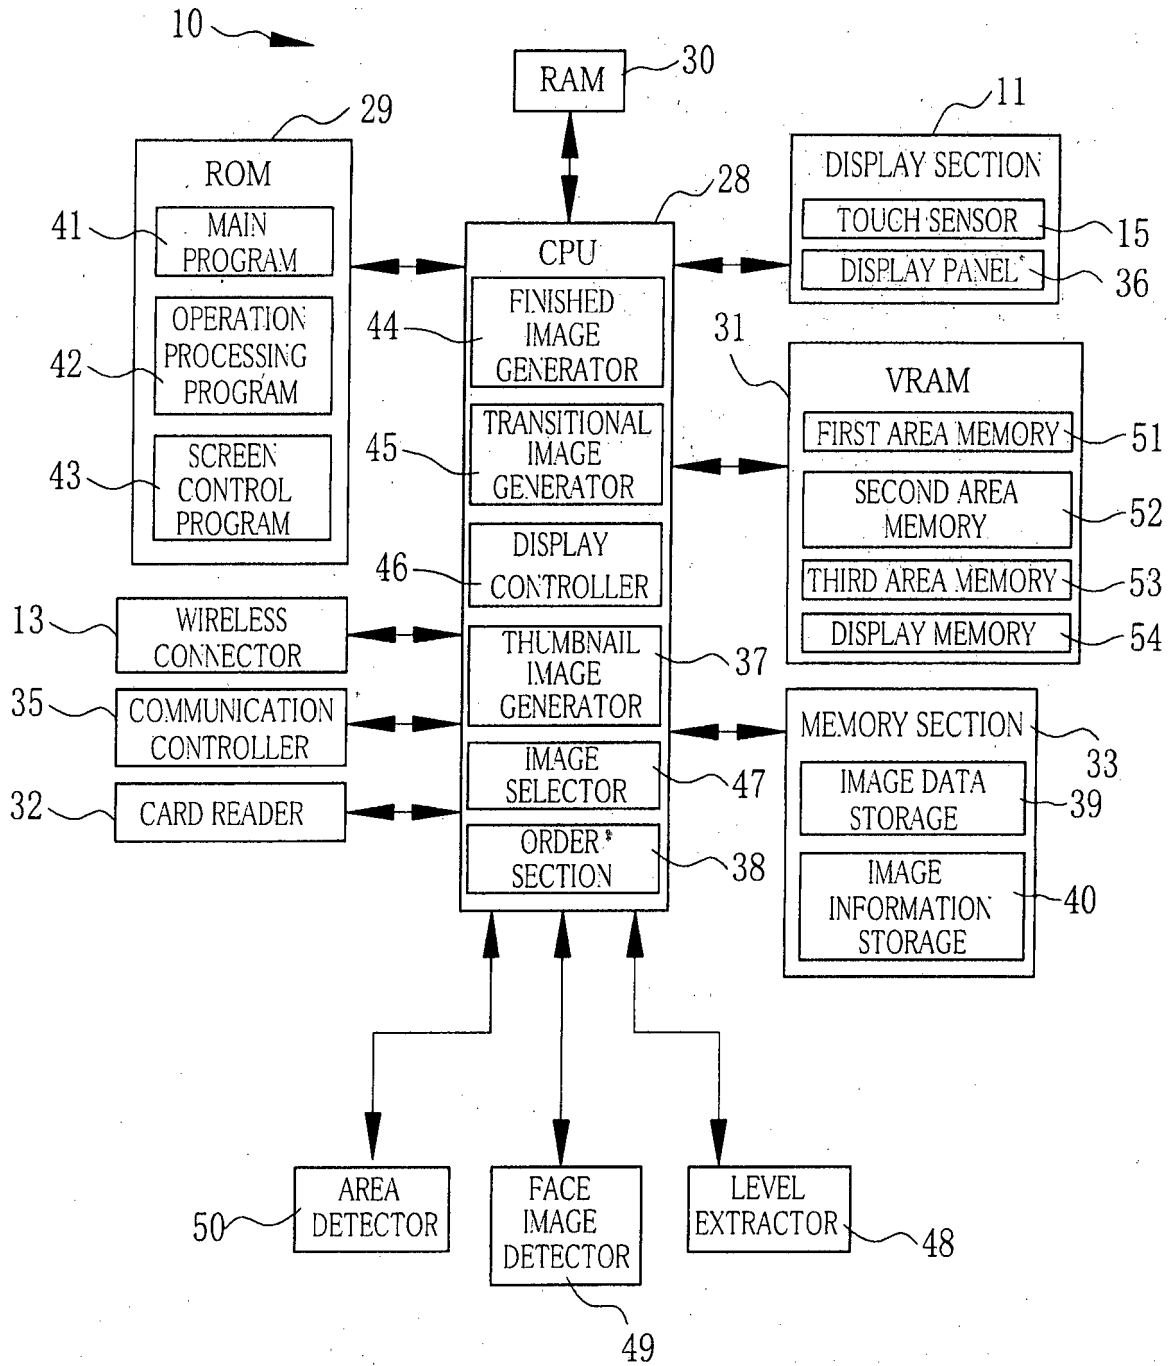 10
RAM
30
29
ROM
41
MAIN
PROGRAM
42
OPERATION
PROCESSING
PROGRAM
43
SCREEN
CONTROL
PROGRAM
13
WIRELESS
CONNECTOR
35
COMMUNICATION
CONTROLLER
32
CARD READER
28
CPU
44
FINISHED
IMAGE
GENERATOR
45
TRANSITIONAL
IMAGE
GENERATOR
46
DISPLAY
CONTROLLER
THUMBNAIL
IMAGE
GENERATOR
37
IMAGE
SELECTOR
47
ORDER
SECTION
38
11
DISPLAY SECTION
TOUCH SENSOR
15
DISPLAY PANEL
36
31
VRAM
FIRST AREA MEMORY
51
SECOND AREA
MEMORY
52
THIRD AREA MEMORY
53
DISPLAY MEMORY
54
MEMORY SECTION
33
IMAGE DATA
STORAGE
39
IMAGE
INFORMATION
STORAGE
40
50
AREA
DETECTOR
FACE
IMAGE
DETECTOR
49
LEVEL
EXTRACTOR
48